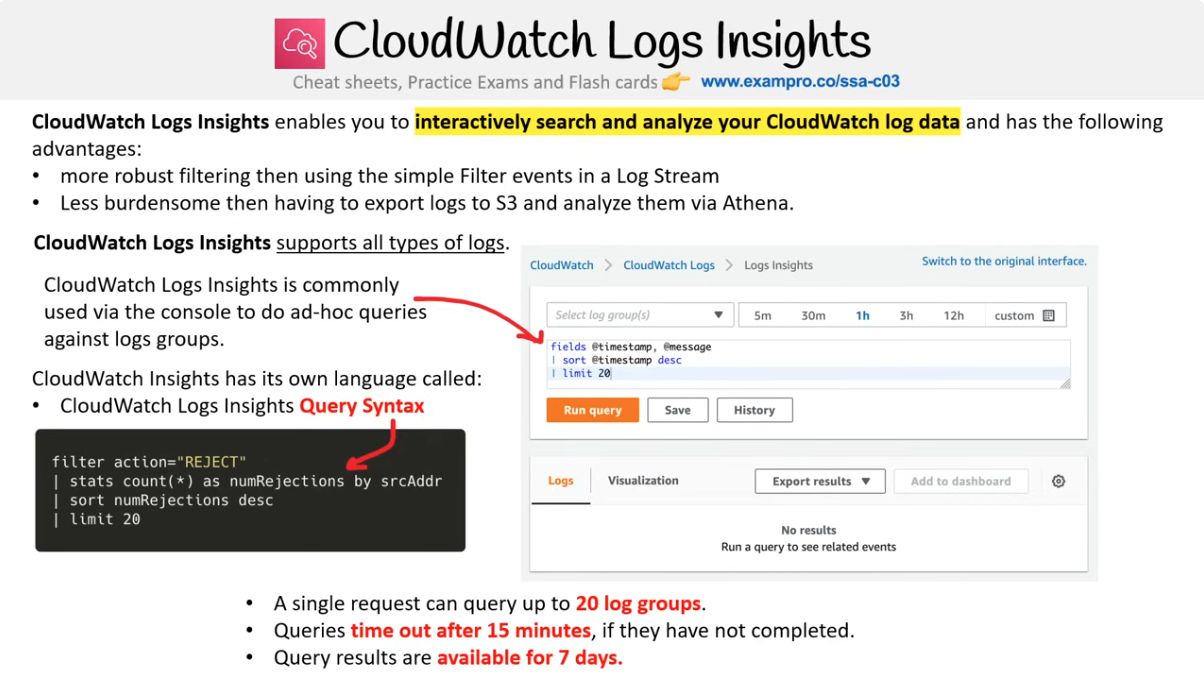 CloudWatch Logs Insights
Cheat sheets, Practice Exams and Flash cards 👉 www.exampro.co/ssa-c03
CloudWatch Logs Insights enables you to interactively search and analyze your CloudWatch log data and has the following
advantages:
• more robust filtering then using the simple Filter events in a Log Stream
• Less burdensome then having to export logs to S3 and analyze them via Athena.
CloudWatch Logs Insights supports all types of logs.
CloudWatch Logs Insights is commonly
used via the console to do ad-hoc queries
against logs groups.
CloudWatch Insights has its own language called:
• CloudWatch Logs Insights Query Syntax
filter action="REJECT"
| stats count(*) as numRejections by srcAddr
| sort numRejections desc
| limit 20
CloudWatch > CloudWatch Logs > Logs Insights
Switch to the original interface.
Select log group(s)
5m 30m 1h 3h 12h custom
fields @timestamp, @message
| sort @timestamp desc
| limit 20
Run query Save History
Logs Visualization Export results Add to dashboard
No results
Run a query to see related events
• A single request can query up to 20 log groups.
• Queries time out after 15 minutes, if they have not completed.
• Query results are available for 7 days.